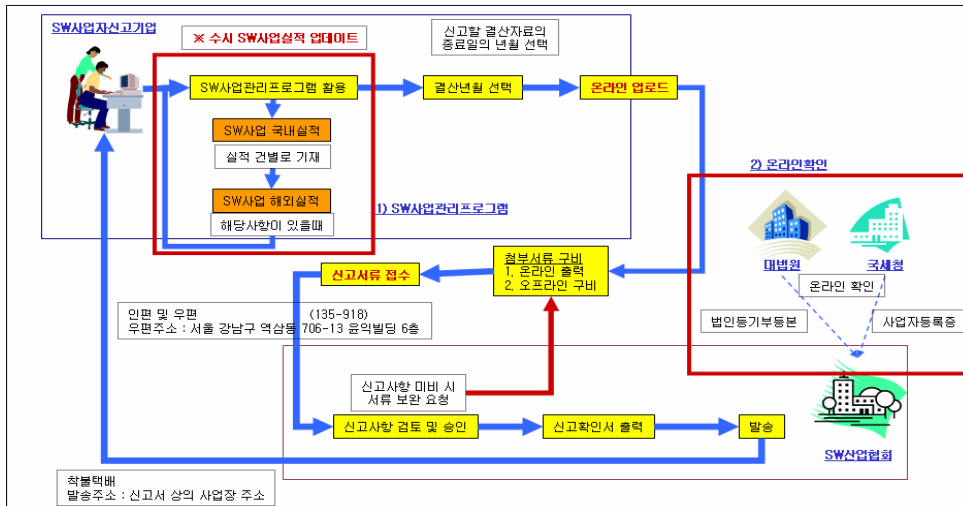 SW사업자신고기업
※ 수시 SW사업실적 업데이트
신고할 결산자료의
종료일의 년월 선택
SW사업관리프로그램 활용
결산년월 선택
온라인 업로드
SW사업 국내실적
실적 건별로 기재
SW사업 해외실적
해당사항이 있을때
1) SW사업관리프로그램
2) 온라인확인
대법원
국세청
온라인 확인
법인등기부등본
사업자등록증
첨부서류 구비
1. 온라인 출력
2. 오프라인 구비
신고서류 접수
인편 및 우편 (135-918)
우편주소 : 서울 강남구 역삼동 706-13 윤익빌딩 6층
신고사항 미비 시
서류 보완 요청
신고사항 검토 및 승인
신고확인서 출력
발송
SW산업협회
착불택배
발송주소 : 신고서 상의 사업장 주소